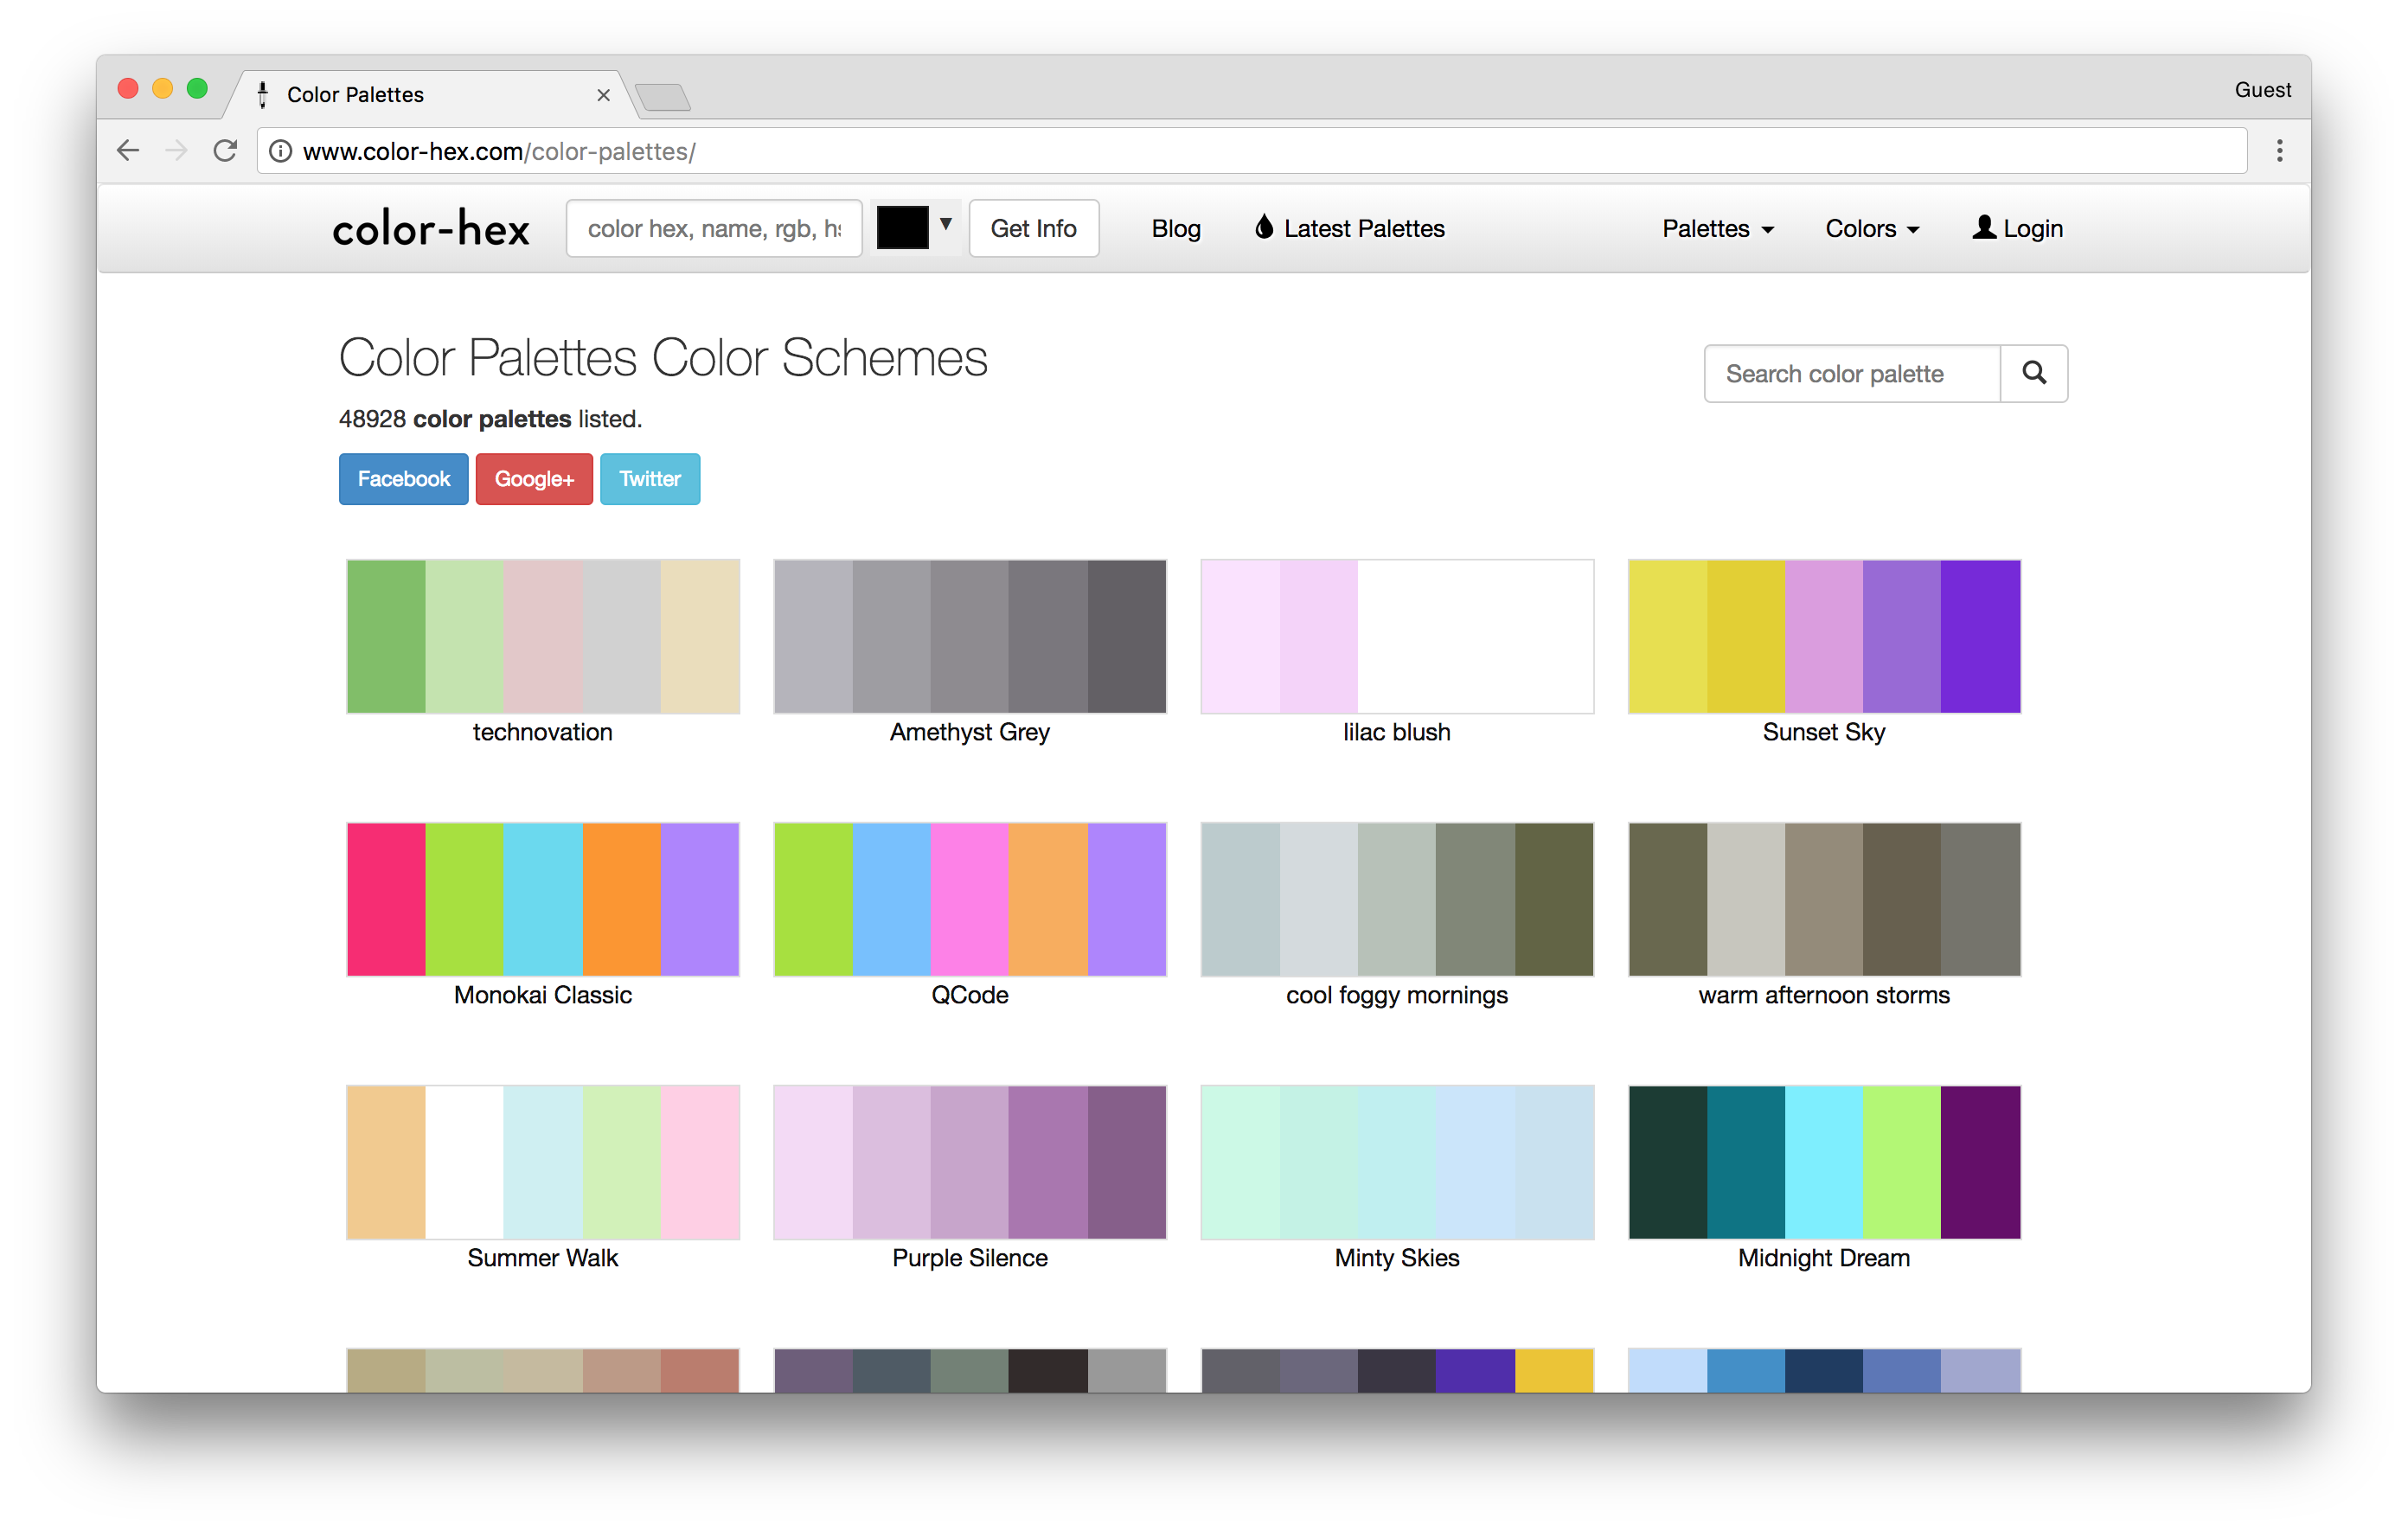 Color Palettes
Guest
www.color-hex.com/color-palettes/
color-hex
color hex, name, rgb, hs
Get Info
Blog
Latest Palettes
Palettes
Colors
Login
Color Palettes Color Schemes
Search color palette
48928 color palettes listed.
Facebook
Google+
Twitter
technovation
Amethyst Grey
lilac blush
Sunset Sky
Monokai Classic
QCode
cool foggy mornings
warm afternoon storms
Summer Walk
Purple Silence
Minty Skies
Midnight Dream